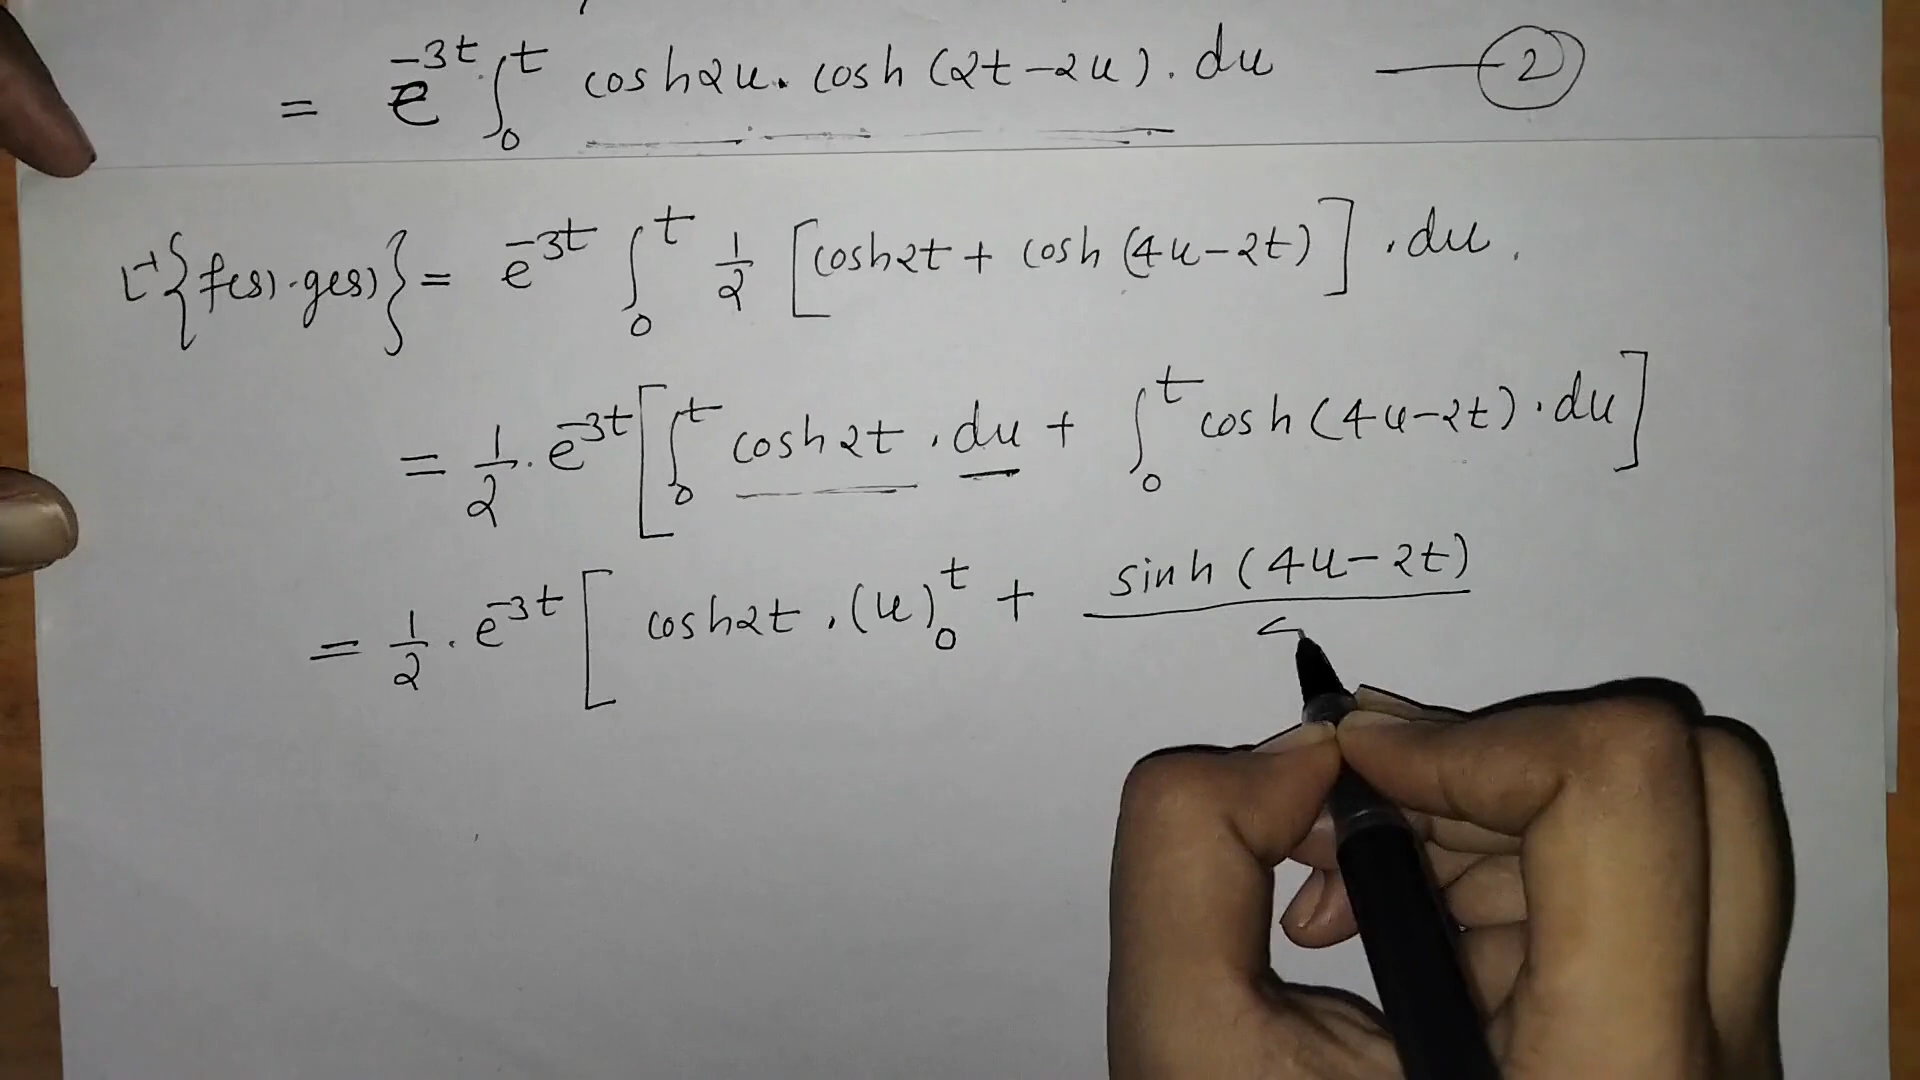 = e^{-3t} ∫_0^t cosh2u. cosh (2t-2u). du — ②
L^{-1}{f(s).g(s)} = e^{-3t} ∫_0^t 1/2 [cosh2t + cosh (4u-2t)] .du.
= 1/2 . e^{-3t} [∫_0^t cosh2t .du + ∫_0^t cosh (4u-2t).du]
= 1/2 . e^{-3t} [ cosh2t .(u)_0^t + sinh (4u-2t)/